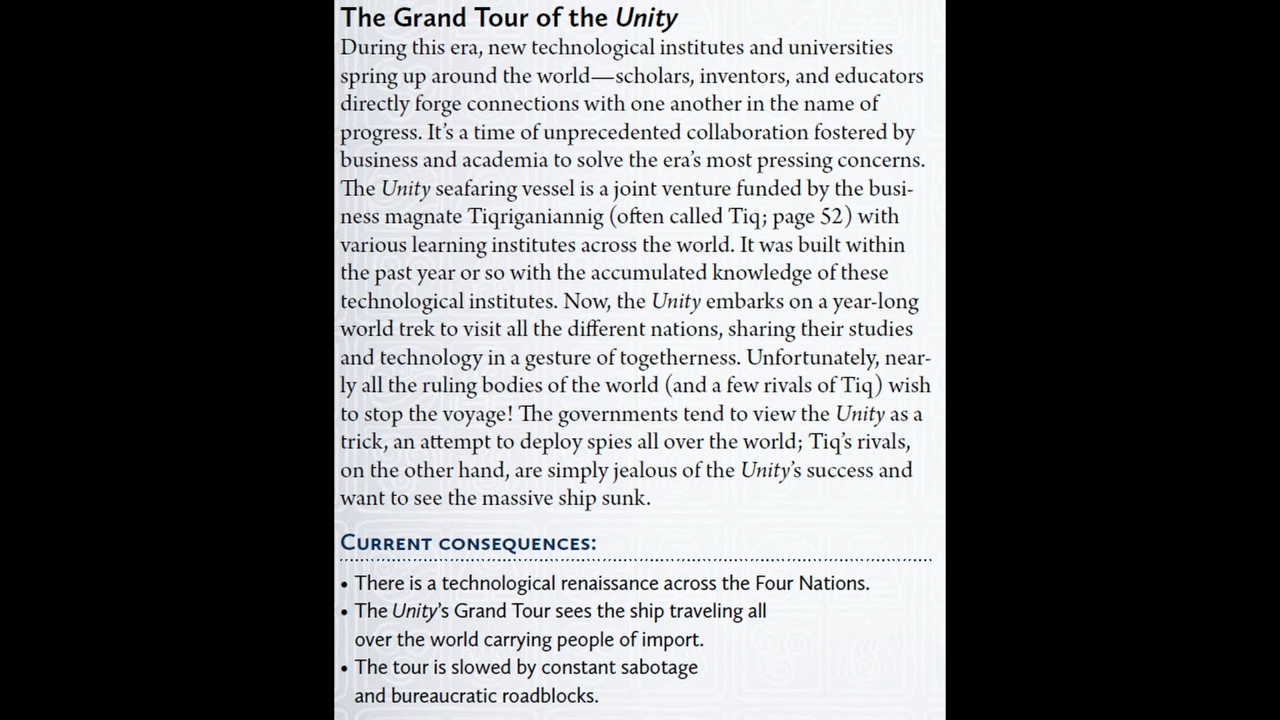 The Grand Tour of the Unity
During this era, new technological institutes and universities
spring up around the world—scholars, inventors, and educators
directly forge connections with one another in the name of
progress. It’s a time of unprecedented collaboration fostered by
business and academia to solve the era’s most pressing concerns.
The Unity seafaring vessel is a joint venture funded by the busi-
ness magnate Tiqriganiannig (often called Tiq; page 52) with
various learning institutes across the world. It was built within
the past year or so with the accumulated knowledge of these
technological institutes. Now, the Unity embarks on a year-long
world trek to visit all the different nations, sharing their studies
and technology in a gesture of togetherness. Unfortunately, near-
ly all the ruling bodies of the world (and a few rivals of Tiq) wish
to stop the voyage! The governments tend to view the Unity as a
trick, an attempt to deploy spies all over the world; Tiq’s rivals,
on the other hand, are simply jealous of the Unity’s success and
want to see the massive ship sunk.
Current consequences:
• There is a technological renaissance across the Four Nations.
• The Unity’s Grand Tour sees the ship traveling all
over the world carrying people of import.
• The tour is slowed by constant sabotage
and bureaucratic roadblocks.